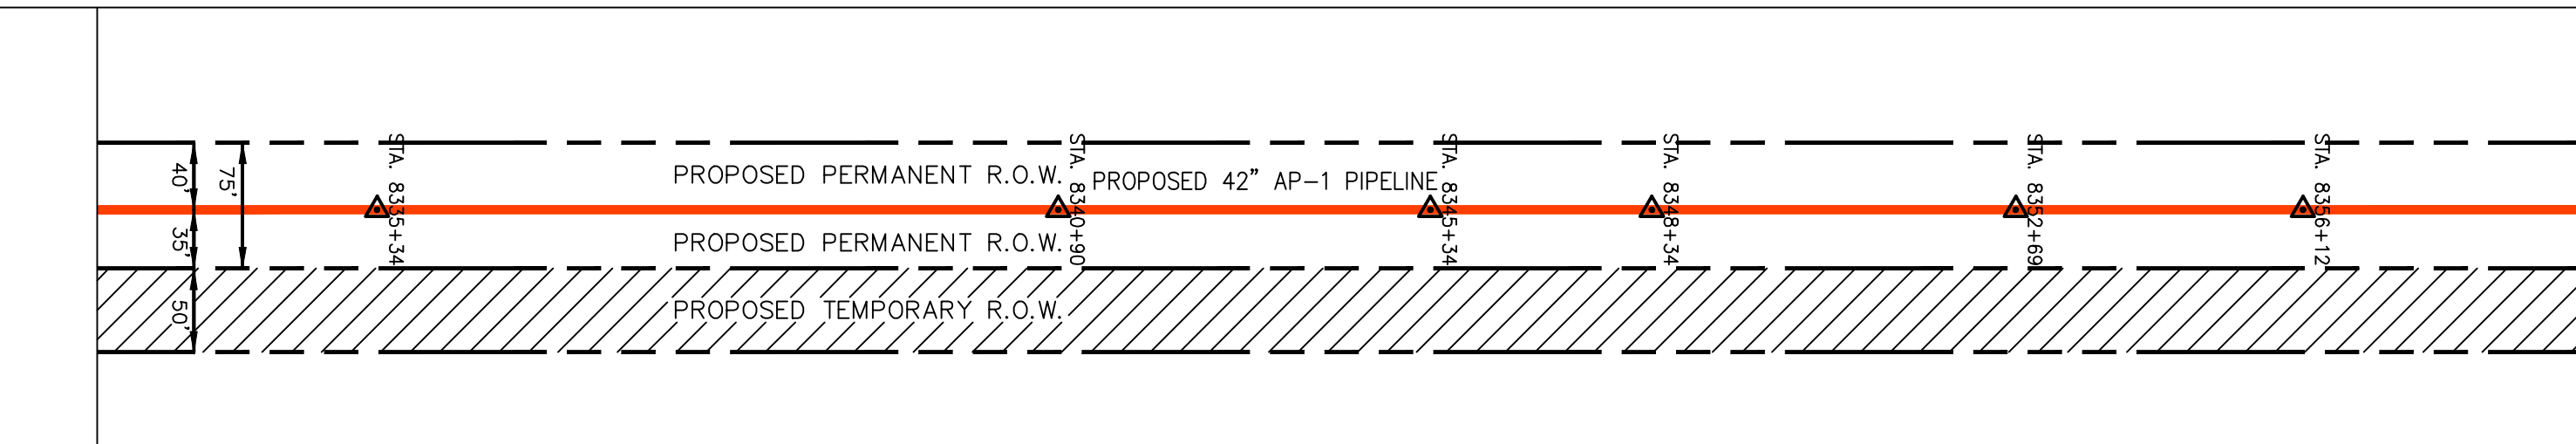 40'
75'
35'
50'
STA. 8335+34
PROPOSED PERMANENT R.O.W.
STA. 8340+90
PROPOSED 42" AP-1 PIPELINE
STA. 8345+34
STA. 8348+34
STA. 8352+69
STA. 8356+12
PROPOSED PERMANENT R.O.W.
PROPOSED TEMPORARY R.O.W.